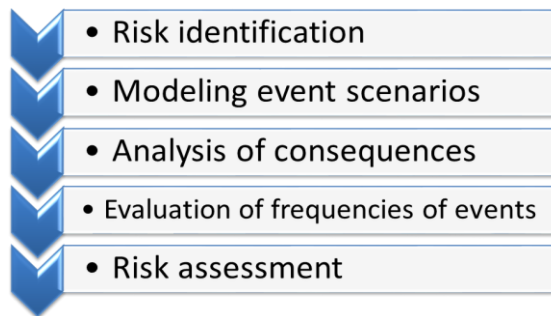 • Risk identification
• Modeling event scenarios
• Analysis of consequences
• Evaluation of frequencies of events
• Risk assessment